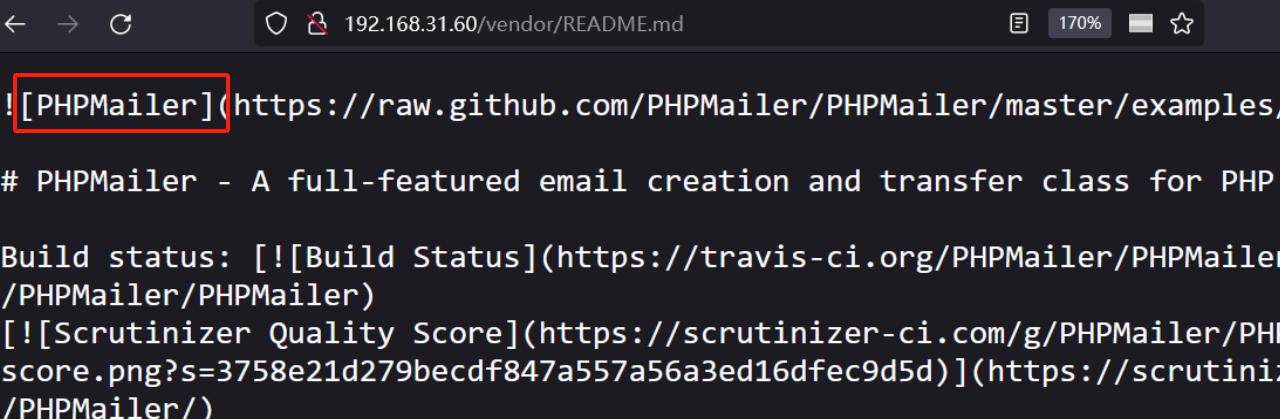 192.168.31.60/vendor/README.md
170%
![PHPMailer](https://raw.github.com/PHPMailer/PHPMailer/master/examples/
# PHPMailer - A full-featured email creation and transfer class for PHP
Build status: [![Build Status](https://travis-ci.org/PHPMailer/PHPMailer
/PHPMailer/PHPMailer)
[![Scrutinizer Quality Score](https://scrutinizer-ci.com/g/PHPMailer/PH
score.png?s=3758e21d279becdf847a557a56a3ed16dfec9d5d)](https://scrutiniz
/PHPMailer/)